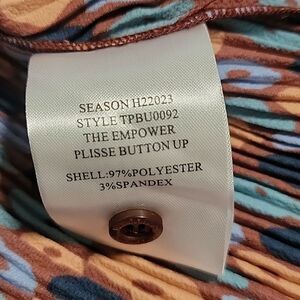 SEASON H22023
STYLE TPBU0092
THE EMPOWER
PLISSE BUTTON UP
SHELL:97%POLYESTER
3%SPANDEX